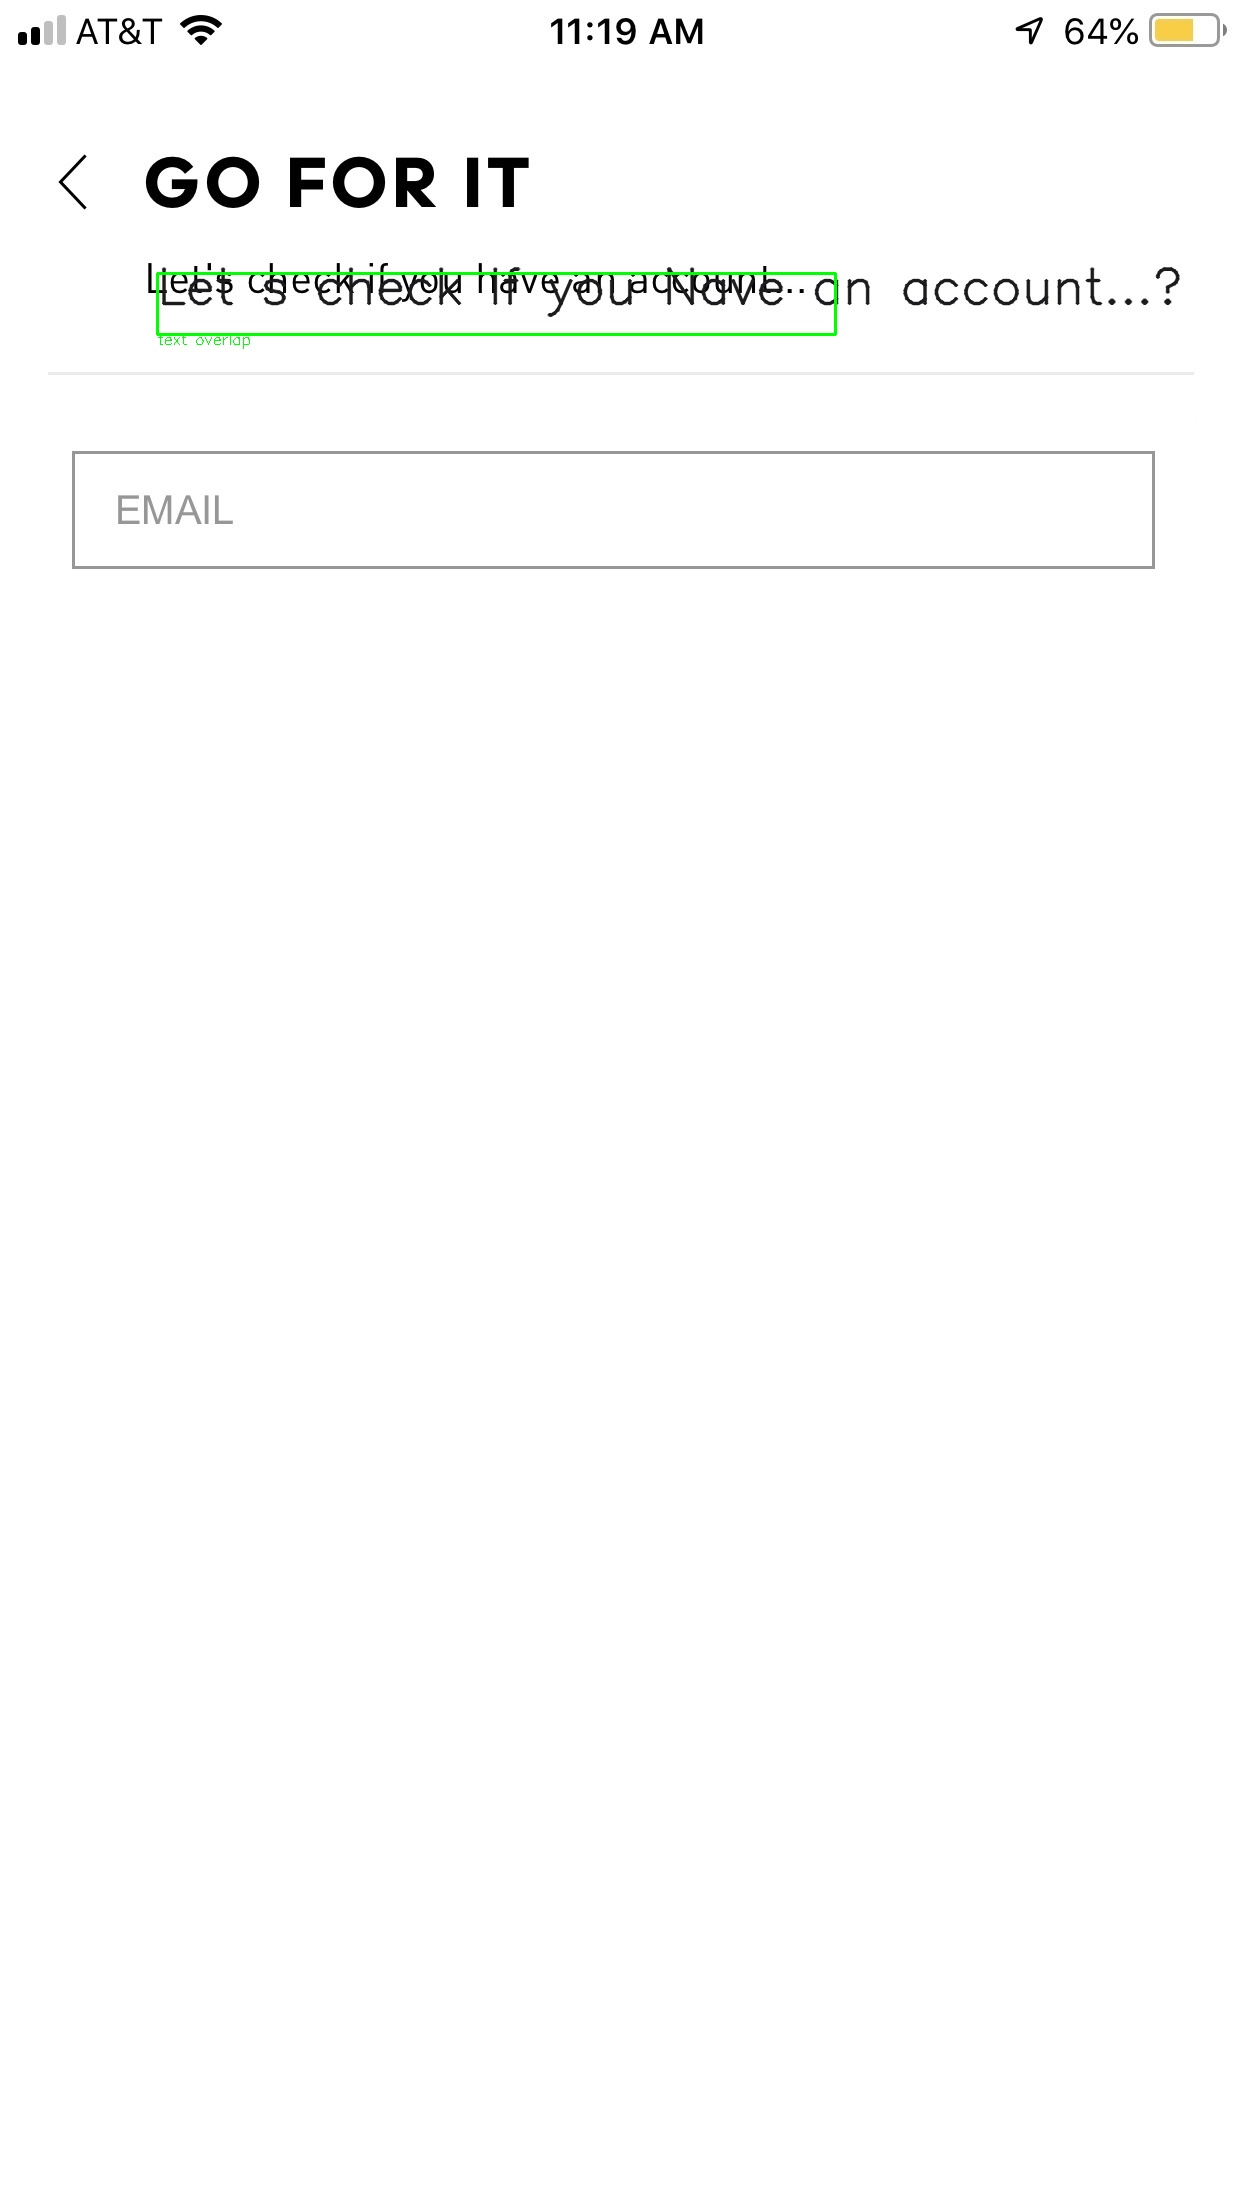 AT&T 11:19 AM 64%
GO FOR IT
Let's check if you have an account...
Let s check if you Nave an account...?
text overlap
EMAIL